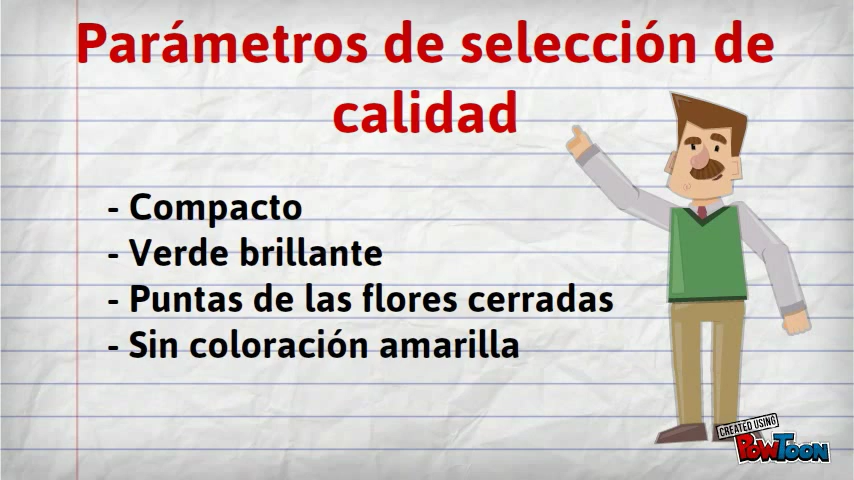 Parámetros de selección de
calidad
- Compacto
- Verde brillante
- Puntas de las flores cerradas
- Sin coloración amarilla
CREATED USING
PowToon